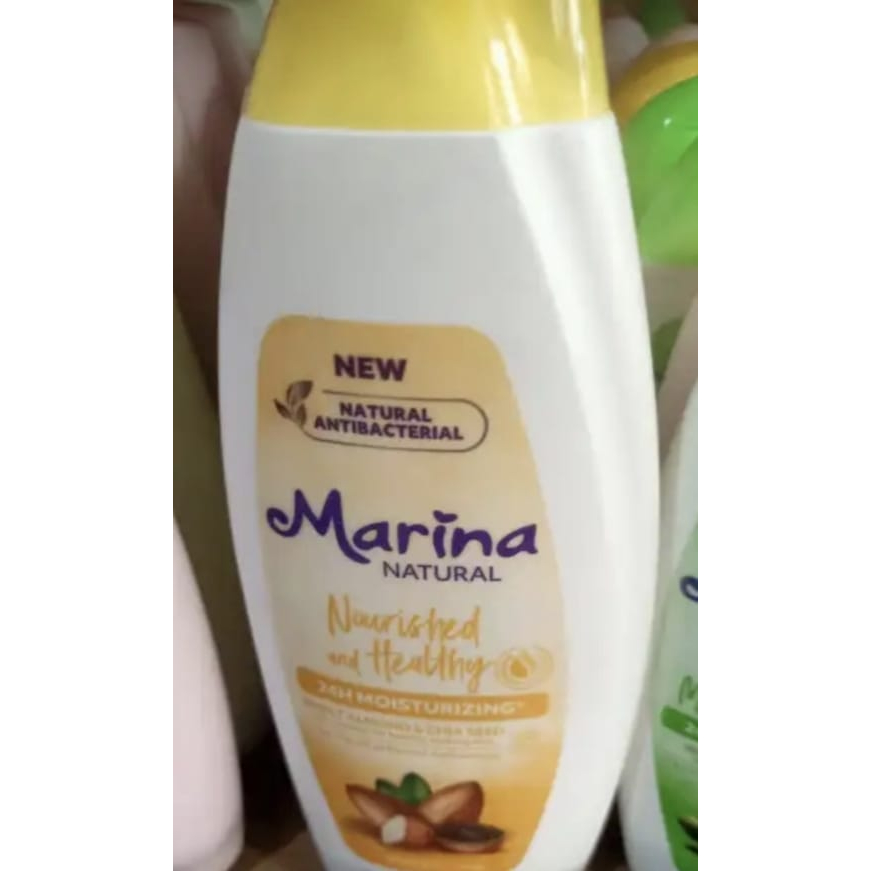 NEW
NATURAL
ANTIBACTERIAL
Marina
NATURAL
Nourished
and Healthy
24H MOISTURIZING